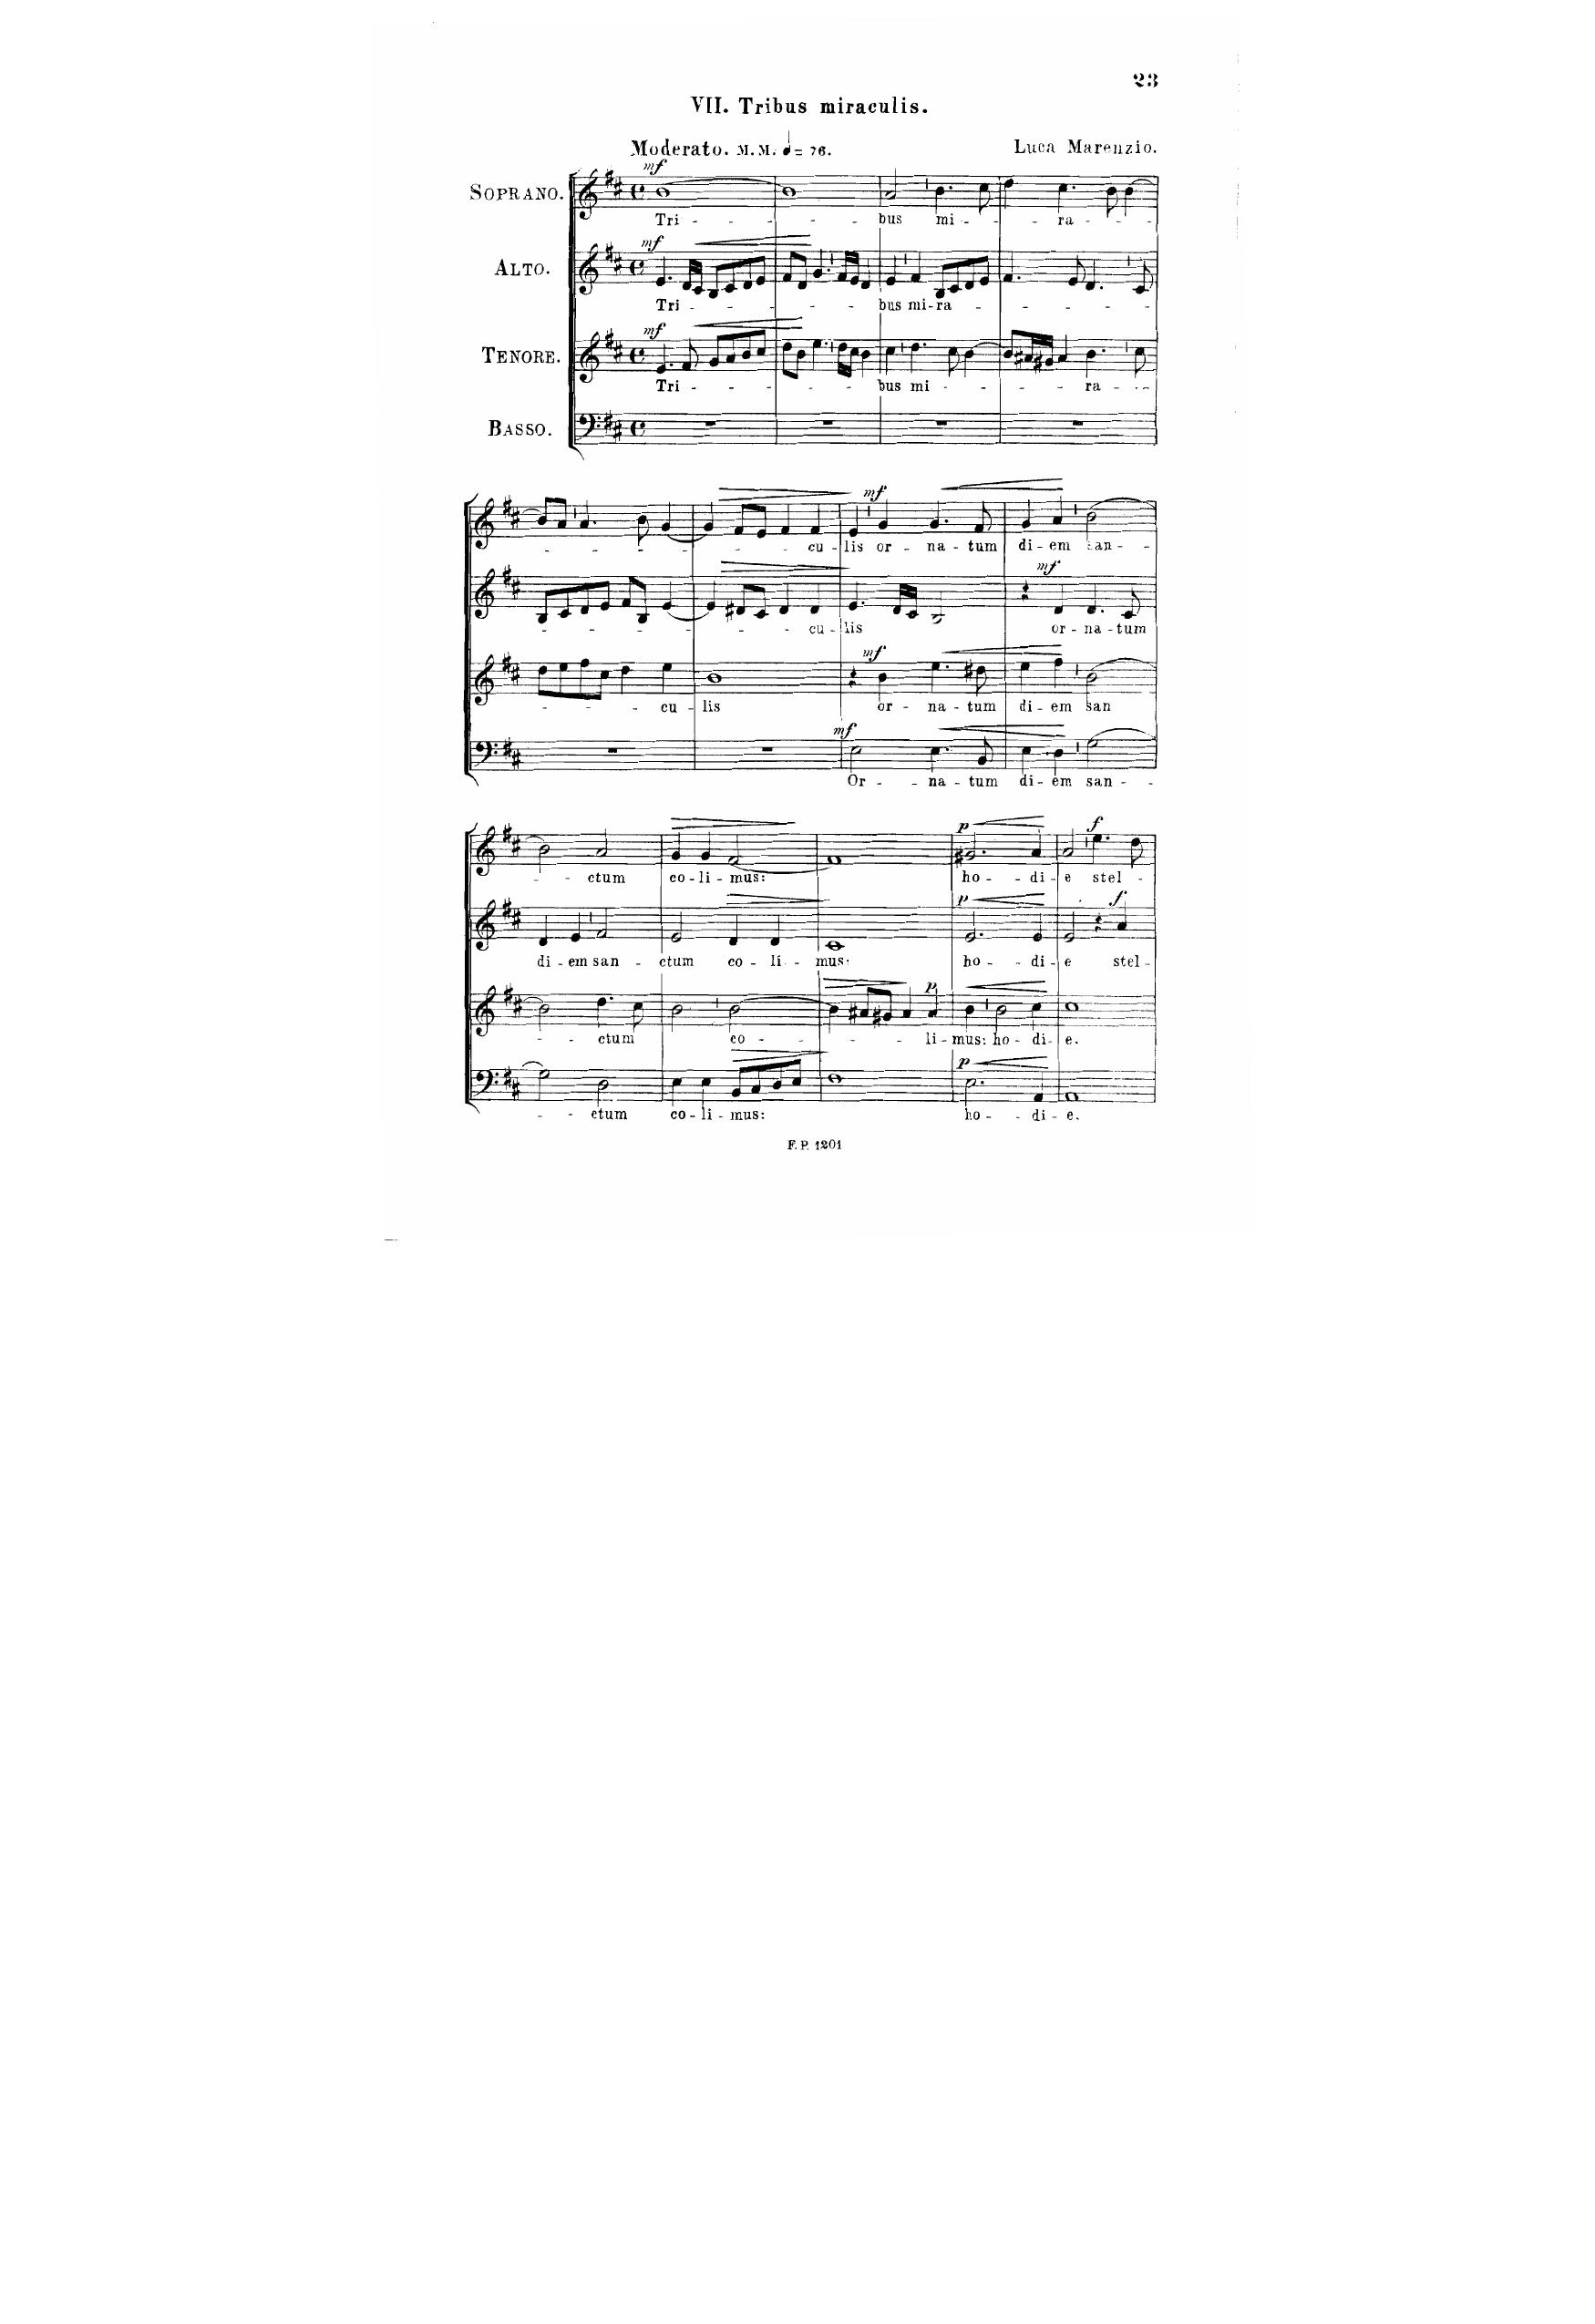 23
VII. Tribus miraculis.
Moderato. M. M. ♩= 76.
Luca Marenzio.
mf
SOPRANO.
Tri - - - - bus mi - - - ra - - -
mf
ALTO.
Tri - - - - - bus mi-ra - - - - - -
mf
TENORE.
Tri - - - - - bus mi - - - - ra - - -
BASSO.
mf
- - - - - - cu - lis or - na - tum di - em san -
mf
- - - - - - cu - lis or - na - tum
mf
- - - - cu - lis or - na - tum di - em san
mf
Or - - na - tum di - em san - -
p f
- - ctum co - li - mus: ho - - di - e stel -
p f
di - em san - ctum co - li - mus: ho - - di - e stel -
p
- - ctum co - - - - li - mus: ho - di - e.
p
- - ctum co - li - mus: ho - - di - e.
F. P. 1201